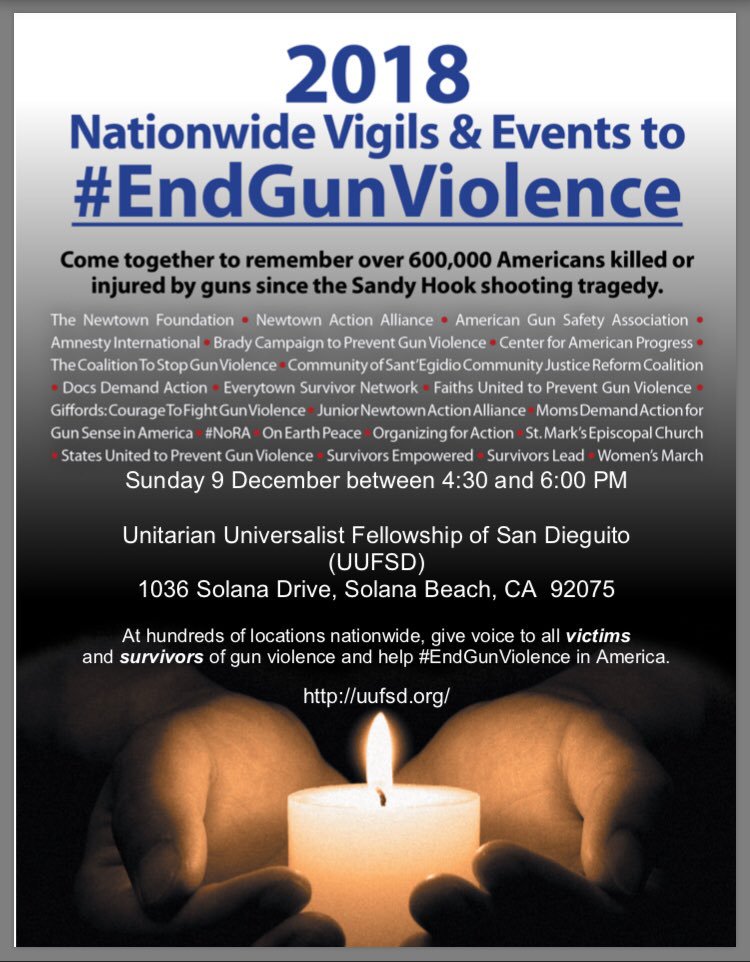 2018
Nationwide Vigils & Events to
#EndGunViolence
Come together to remember over 600,000 Americans killed or
injured by guns since the Sandy Hook shooting tragedy.
The Newtown Foundation • Newtown Action Alliance • American Gun Safety Association •
Amnesty International • Brady Campaign to Prevent Gun Violence • Center for American Progress •
The Coalition To Stop Gun Violence • Community of Sant'Egidio Community Justice Reform Coalition
• Docs Demand Action • Everytown Survivor Network • Faiths United to Prevent Gun Violence •
Giffords: Courage To Fight Gun Violence • Junior Newtown Action Alliance • Moms Demand Action for
Gun Sense in America • #NoRA • On Earth Peace • Organizing for Action • St. Mark's Episcopal Church
• States United to Prevent Gun Violence • Survivors Empowered • Survivors Lead • Women's March
Sunday 9 December between 4:30 and 6:00 PM
Unitarian Universalist Fellowship of San Dieguito
(UUFSD)
1036 Solana Drive, Solana Beach, CA 92075
At hundreds of locations nationwide, give voice to all victims
and survivors of gun violence and help #EndGunViolence in America.
http://uufsd.org/